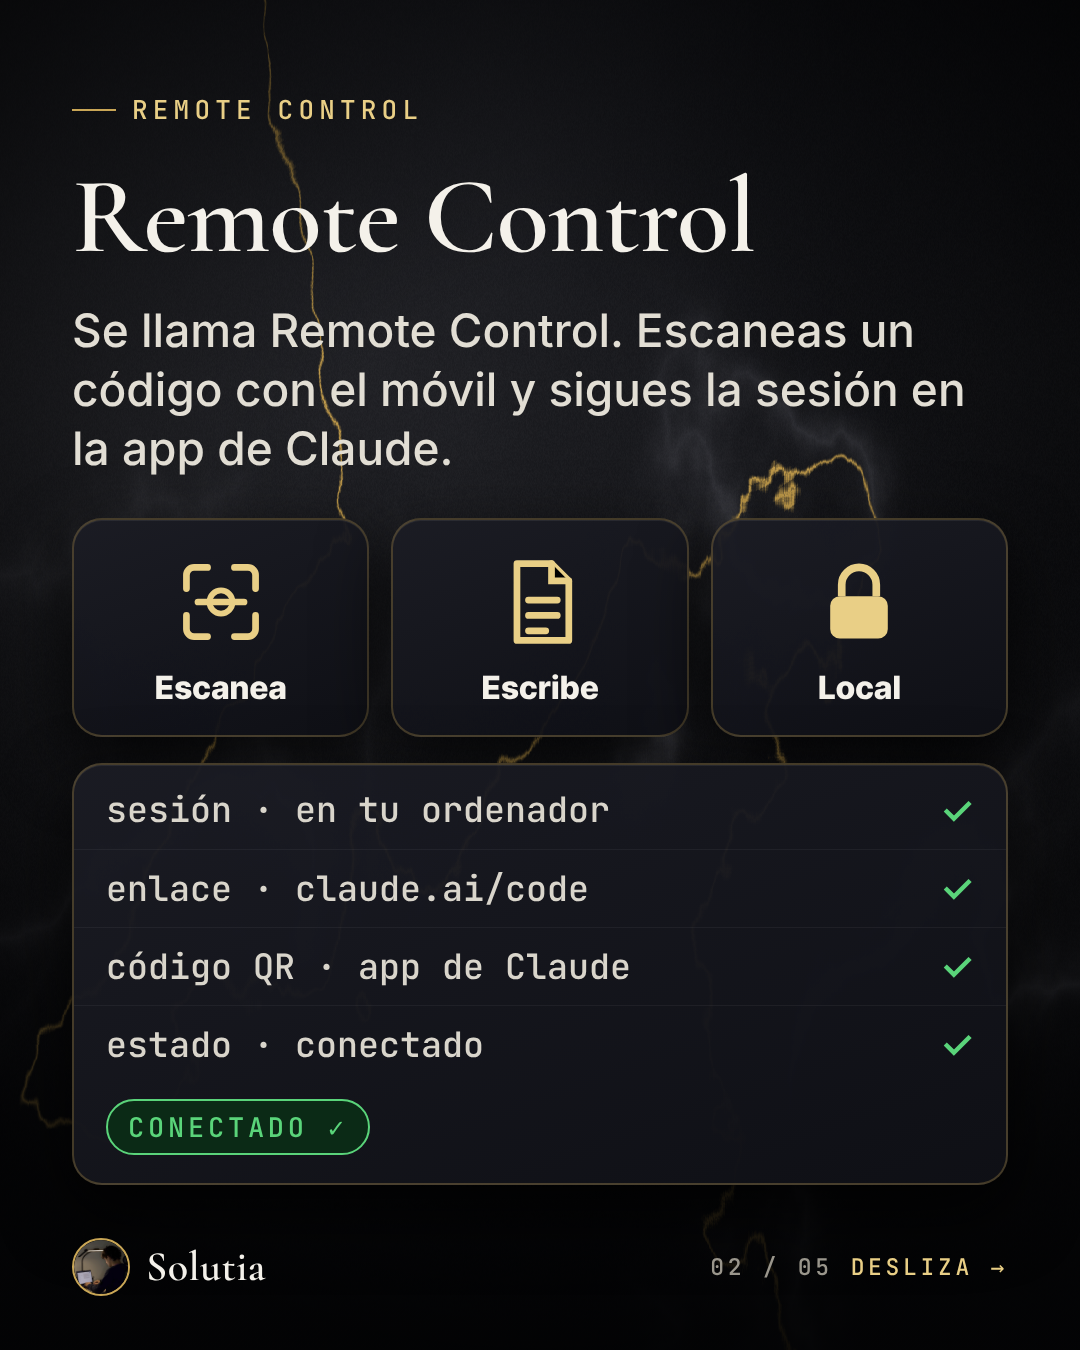 REMOTE CONTROL
Remote Control
Se llama Remote Control. Escaneas un
código con el móvil y sigues la sesión en
la app de Claude.
Escanea
Escribe
Local
sesión · en tu ordenador ✓
enlace · claude.ai/code ✓
código QR · app de Claude ✓
estado · conectado ✓
CONECTADO ✓
Solutia
02 / 05 DESLIZA →